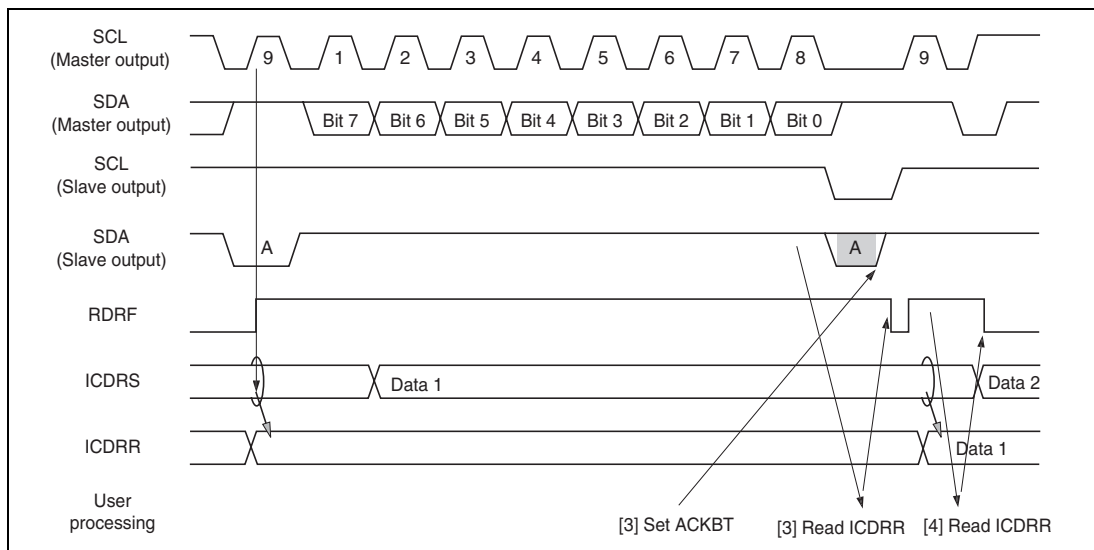 SCL
(Master output)
9 1 2 3 4 5 6 7 8 9
SDA
(Master output)
Bit 7 Bit 6 Bit 5 Bit 4 Bit 3 Bit 2 Bit 1 Bit 0
SCL
(Slave output)
SDA
(Slave output)
A A
RDRF
ICDRS
Data 1 Data 2
ICDRR
Data 1
User
processing
[3] Set ACKBT [3] Read ICDRR [4] Read ICDRR